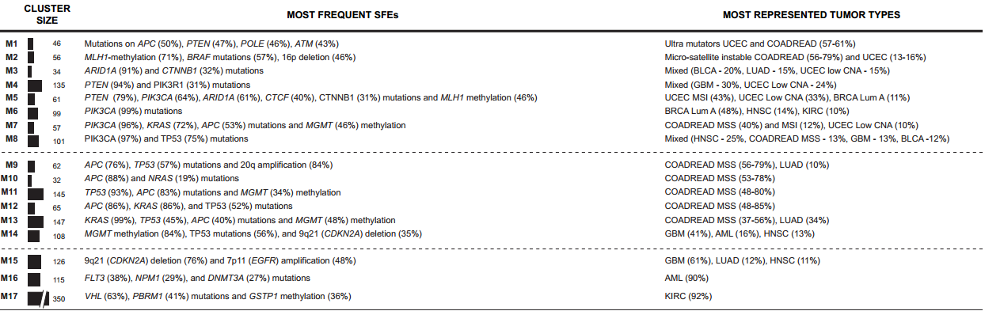 CLUSTER SIZE MOST FREQUENT SFEs MOST REPRESENTED TUMOR TYPES
M1 46 Mutations on APC (50%), PTEN (47%), POLE (46%), ATM (43%) Ultra mutators UCEC and COADREAD (57-61%)
M2 56 MLH1-methylation (71%), BRAF mutations (57%), 16p deletion (46%) Micro-satellite instable COADREAD (56-79%) and UCEC (13-16%)
M3 34 ARID1A (91%) and CTNNB1 (32%) mutations Mixed (BLCA - 20%, LUAD - 15%, UCEC low CNA - 15%)
M4 135 PTEN (94%) and PIK3R1 (31%) mutations Mixed (GBM - 30%, UCEC Low CNA - 24%)
M5 61 PTEN (79%), PIK3CA (64%), ARID1A (61%), CTCF (40%), CTNNB1 (31%) mutations and MLH1 methylation (46%) UCEC MSI (43%), UCEC Low CNA (33%), BRCA Lum A (11%)
M6 99 PIK3CA (99%) mutations BRCA Lum A (48%), HNSC (14%), KIRC (10%)
M7 57 PIK3CA (96%), KRAS (72%), APC (53%) mutations and MGMT (46%) methylation COADREAD MSS (40%) and MSI (12%), UCEC Low CNA (10%)
M8 101 PIK3CA (97%) and TP53 (75%) mutations Mixed (HNSC - 25%, COADREAD MSS - 13%, GBM - 13%, BLCA -12%)
M9 62 APC (76%), TP53 (57%) mutations and 20q amplification (84%) COADREAD MSS (56-79%), LUAD (10%)
M10 32 APC (88%) and NRAS (19%) mutations COADREAD MSS (53-78%)
M11 145 TP53 (93%), APC (83%) mutations and MGMT (34%) methylation COADREAD MSS (48-80%)
M12 65 APC (86%), KRAS (86%), and TP53 (52%) mutations COADREAD MSS (48-85%)
M13 147 KRAS (99%), TP53 (45%), APC (40%) mutations and MGMT (48%) methylation COADREAD MSS (37-56%), LUAD (34%)
M14 108 MGMT methylation (84%), TP53 mutations (56%), and 9q21 (CDKN2A) deletion (35%) GBM (41%), AML (16%), HNSC (13%)
M15 126 9q21 (CDKN2A) deletion (76%) and 7p11 (EGFR) amplification (48%) GBM (61%), LUAD (12%), HNSC (11%)
M16 115 FLT3 (38%), NPM1 (29%), and DNMT3A (27%) mutations AML (90%)
M17 350 VHL (63%), PBRM1 (41%) mutations and GSTP1 methylation (36%) KIRC (92%)